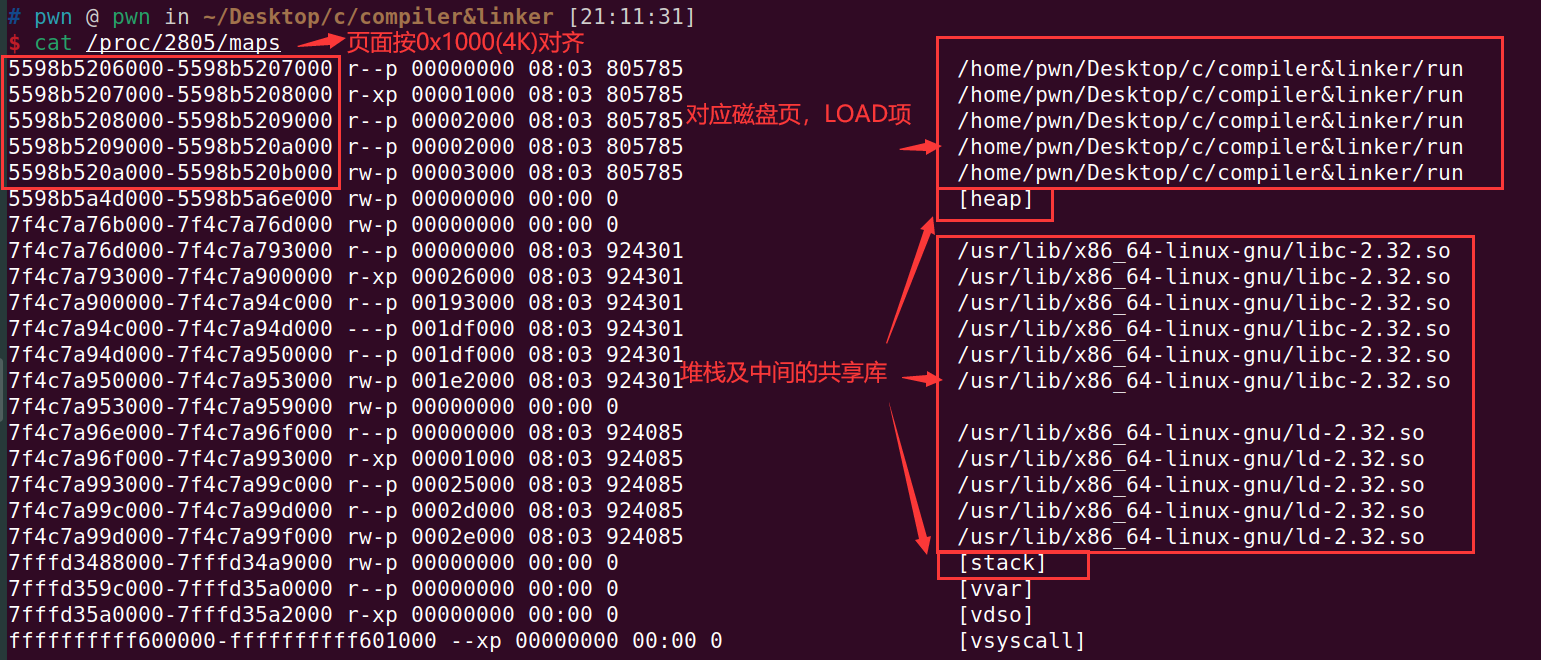 # pwn @ pwn in ~/Desktop/c/compiler&linker [21:11:31]
$ cat /proc/2805/maps 页面按0x1000(4K)对齐
5598b5206000-5598b5207000 r--p 00000000 08:03 805785 /home/pwn/Desktop/c/compiler&linker/run
5598b5207000-5598b5208000 r-xp 00001000 08:03 805785 /home/pwn/Desktop/c/compiler&linker/run
5598b5208000-5598b5209000 r--p 00002000 08:03 805785 对应磁盘页，LOAD项 /home/pwn/Desktop/c/compiler&linker/run
5598b5209000-5598b520a000 r--p 00002000 08:03 805785 /home/pwn/Desktop/c/compiler&linker/run
5598b520a000-5598b520b000 rw-p 00003000 08:03 805785 /home/pwn/Desktop/c/compiler&linker/run
5598b5a4d000-5598b5a6e000 rw-p 00000000 00:00 0 [heap]
7f4c7a76b000-7f4c7a76d000 rw-p 00000000 00:00 0
7f4c7a76d000-7f4c7a793000 r--p 00000000 08:03 924301 /usr/lib/x86_64-linux-gnu/libc-2.32.so
7f4c7a793000-7f4c7a900000 r-xp 00026000 08:03 924301 /usr/lib/x86_64-linux-gnu/libc-2.32.so
7f4c7a900000-7f4c7a94c000 r--p 00193000 08:03 924301 /usr/lib/x86_64-linux-gnu/libc-2.32.so
7f4c7a94c000-7f4c7a94d000 ---p 001df000 08:03 924301 /usr/lib/x86_64-linux-gnu/libc-2.32.so
7f4c7a94d000-7f4c7a950000 r--p 001df000 08:03 924301 /usr/lib/x86_64-linux-gnu/libc-2.32.so
7f4c7a950000-7f4c7a953000 rw-p 001e2000 08:03 924301 堆栈及中间的共享库 /usr/lib/x86_64-linux-gnu/libc-2.32.so
7f4c7a953000-7f4c7a959000 rw-p 00000000 00:00 0
7f4c7a96e000-7f4c7a96f000 r--p 00000000 08:03 924085 /usr/lib/x86_64-linux-gnu/ld-2.32.so
7f4c7a96f000-7f4c7a993000 r-xp 00001000 08:03 924085 /usr/lib/x86_64-linux-gnu/ld-2.32.so
7f4c7a993000-7f4c7a99c000 r--p 00025000 08:03 924085 /usr/lib/x86_64-linux-gnu/ld-2.32.so
7f4c7a99c000-7f4c7a99d000 r--p 0002d000 08:03 924085 /usr/lib/x86_64-linux-gnu/ld-2.32.so
7f4c7a99d000-7f4c7a99f000 rw-p 0002e000 08:03 924085 /usr/lib/x86_64-linux-gnu/ld-2.32.so
7fffd3488000-7fffd34a9000 rw-p 00000000 00:00 0 [stack]
7fffd359c000-7fffd35a0000 r--p 00000000 00:00 0 [vvar]
7fffd35a0000-7fffd35a2000 r-xp 00000000 00:00 0 [vdso]
ffffffffff600000-ffffffffff601000 --xp 00000000 00:00 0 [vsyscall]